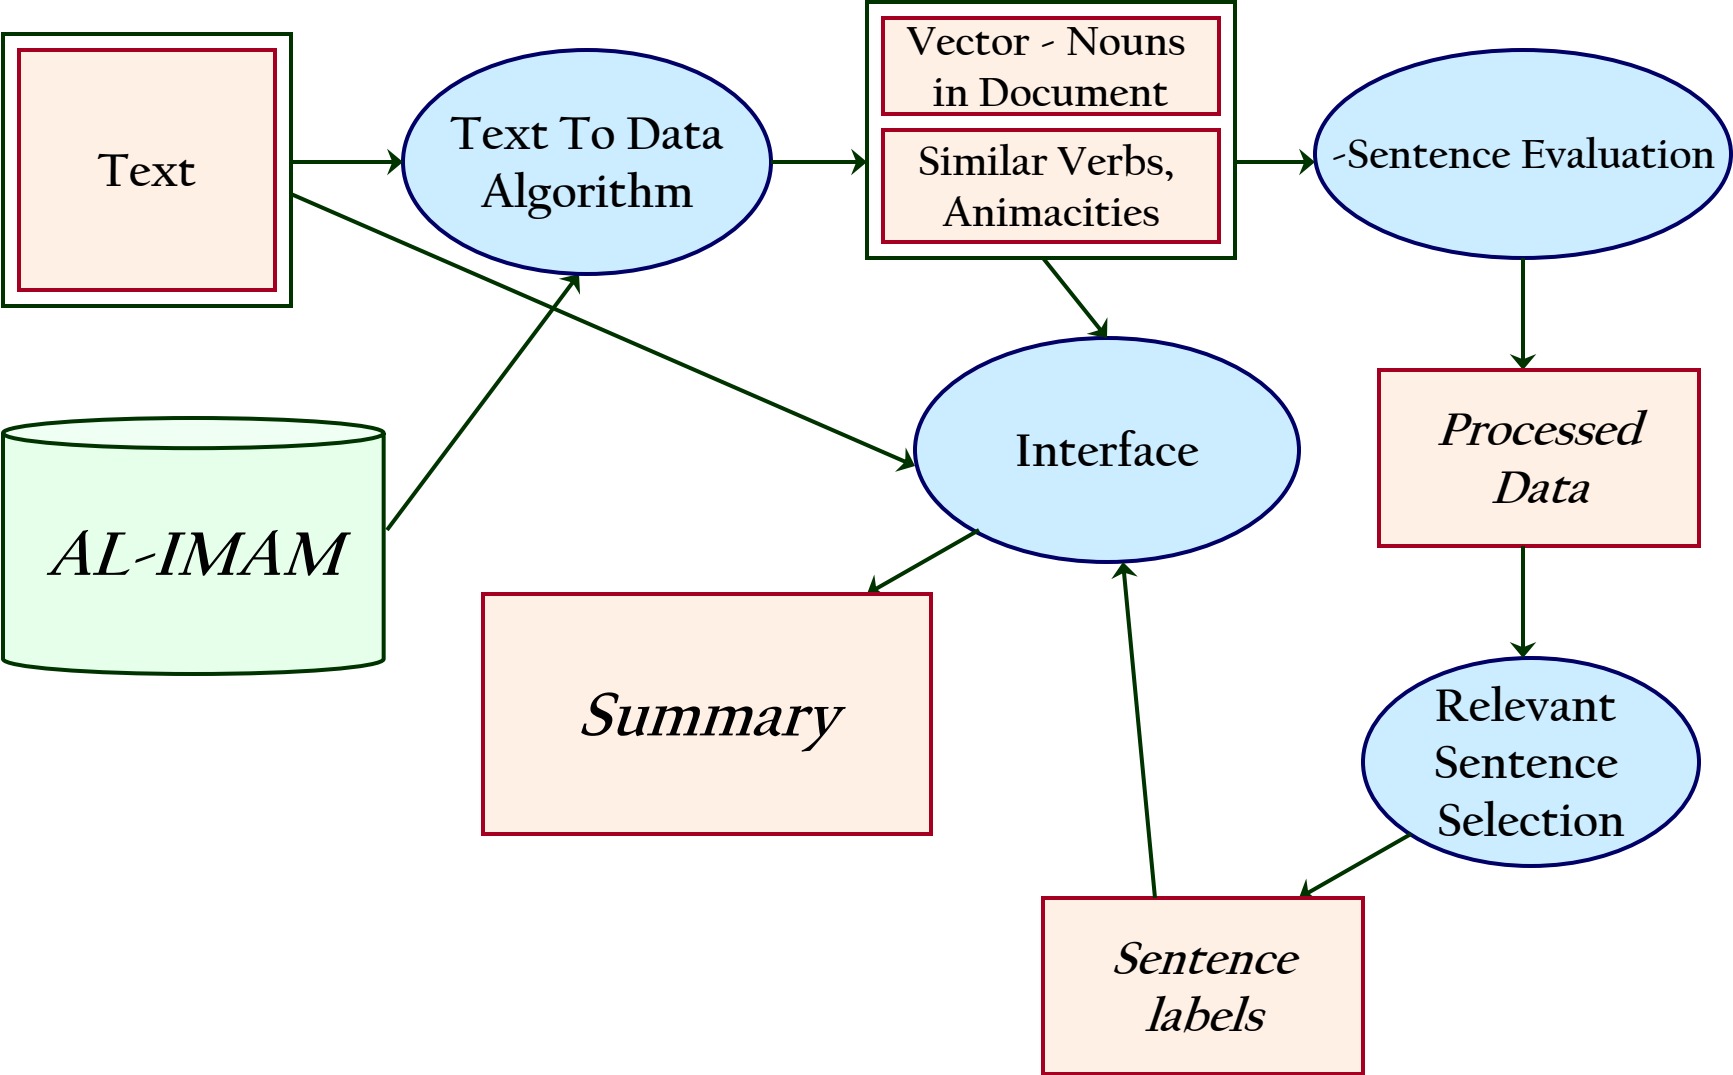 Text
Text To Data
Algorithm
Vector - Nouns
in Document
Similar Verbs,
Animacities
-Sentence Evaluation
AL-IMAM
Interface
Processed
Data
Summary
Relevant
Sentence
Selection
Sentence
labels